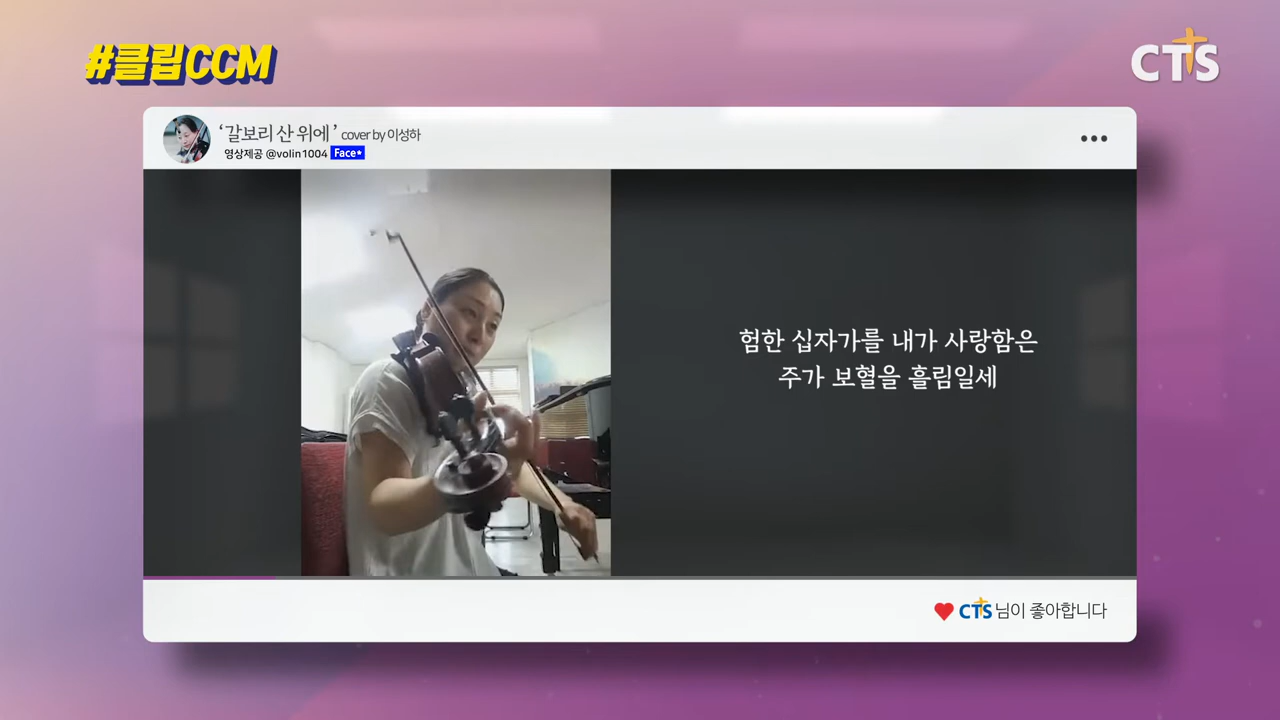 #클립CCM
CTS
‘갈보리 산 위에’ cover by 이성하
영상제공 @volin1004 Face*
험한 십자가를 내가 사랑함은
주가 보혈을 흘림일세
CTS님이 좋아합니다